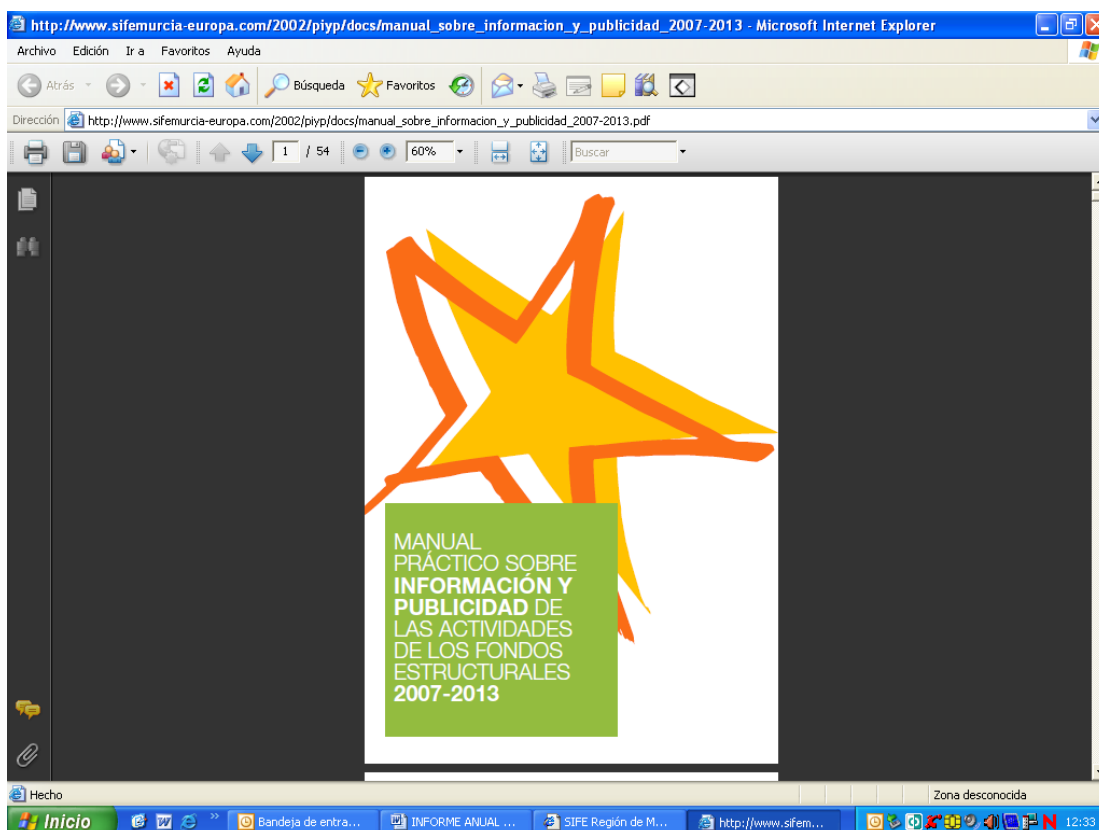 http://www.sifemurcia-europa.com/2002/piyp/docs/manual_sobre_informacion_y_publicidad_2007-2013 - Microsoft Internet Explorer
Archivo Edición Ir a Favoritos Ayuda
Atrás Búsqueda Favoritos
Dirección http://www.sifemurcia-europa.com/2002/piyp/docs/manual_sobre_informacion_y_publicidad_2007-2013.pdf
1 / 54 60% Buscar
MANUAL
PRÁCTICO SOBRE
INFORMACIÓN Y
PUBLICIDAD DE
LAS ACTIVIDADES
DE LOS FONDOS
ESTRUCTURALES
2007-2013
Hecho Zona desconocida
Inicio Bandeja de entra... INFORME ANUAL ... SIFE Región de M... http://www.sifem... 12:33